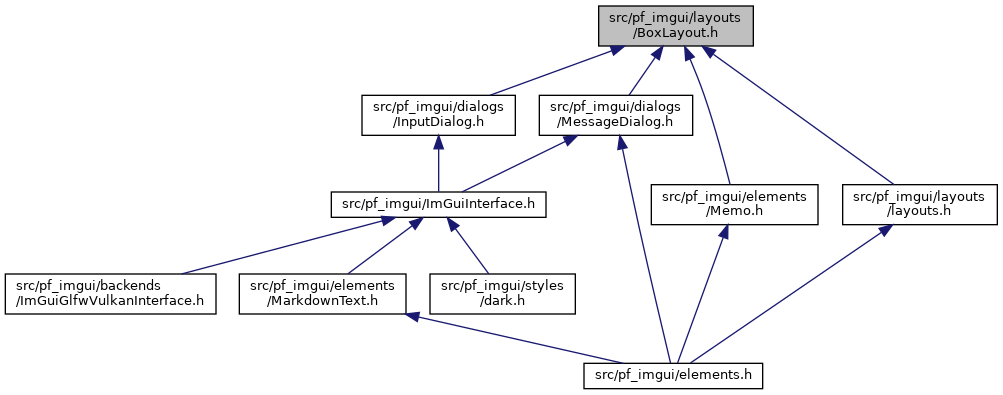 src/pf_imgui/layouts
/BoxLayout.h
src/pf_imgui/dialogs
/InputDialog.h
src/pf_imgui/dialogs
/MessageDialog.h
src/pf_imgui/ImGuiInterface.h
src/pf_imgui/elements
/Memo.h
src/pf_imgui/layouts
/layouts.h
src/pf_imgui/backends
/ImGuiGlfwVulkanInterface.h
src/pf_imgui/elements
/MarkdownText.h
src/pf_imgui/styles
/dark.h
src/pf_imgui/elements.h